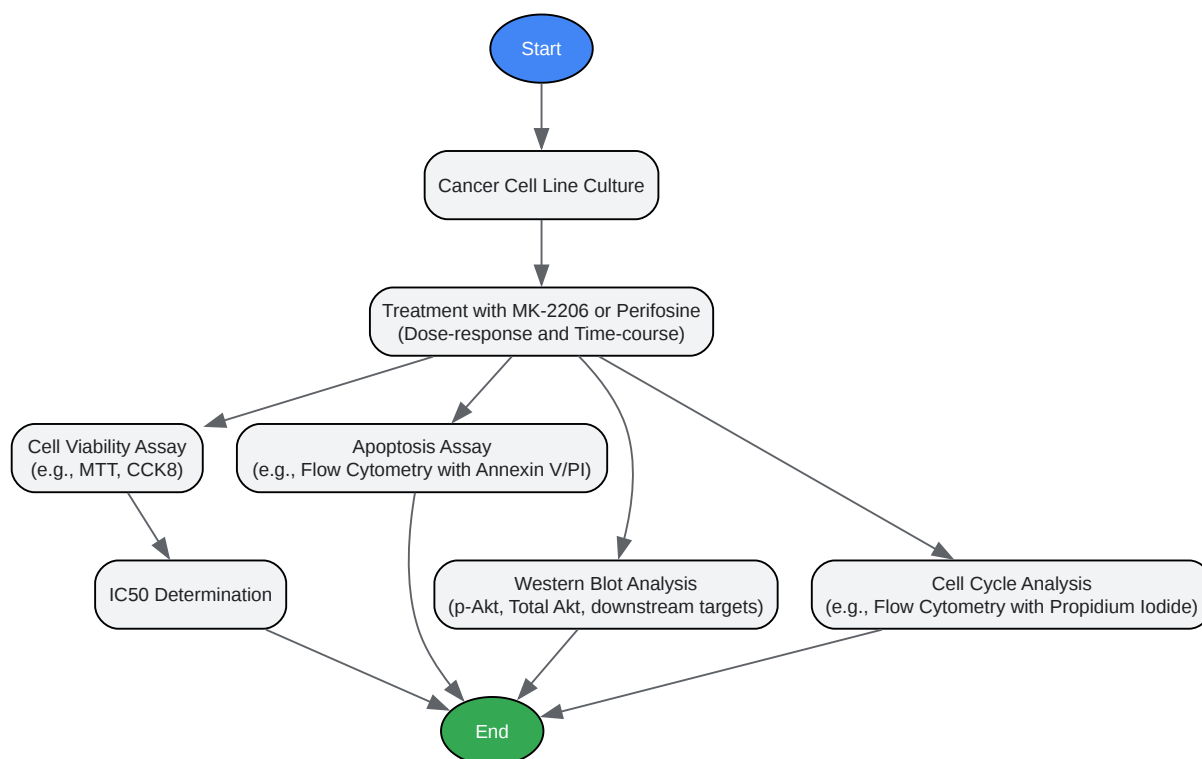 Start
Cancer Cell Line Culture
Treatment with MK-2206 or Perifosine
(Dose-response and Time-course)
Cell Viability Assay
(e.g., MTT, CCK8)
Apoptosis Assay
(e.g., Flow Cytometry with Annexin V/PI)
IC50 Determination
Western Blot Analysis
(p-Akt, Total Akt, downstream targets)
Cell Cycle Analysis
(e.g., Flow Cytometry with Propidium Iodide)
End